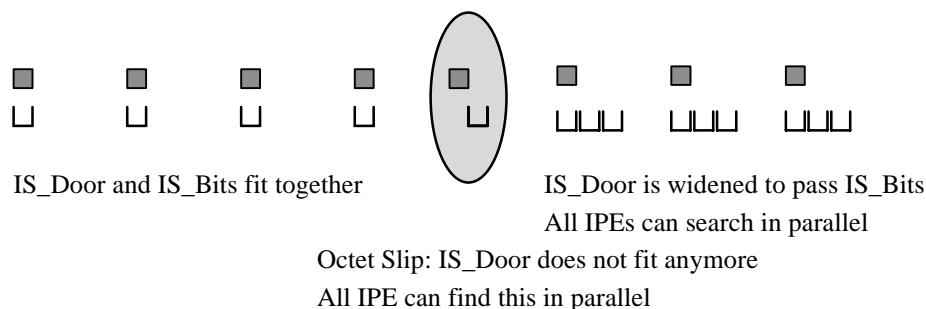 IS_Door and IS_Bits fit together
IS_Door is widened to pass IS_Bits
All IPEs can search in parallel
Octet Slip: IS_Door does not fit anymore
All IPE can find this in parallel